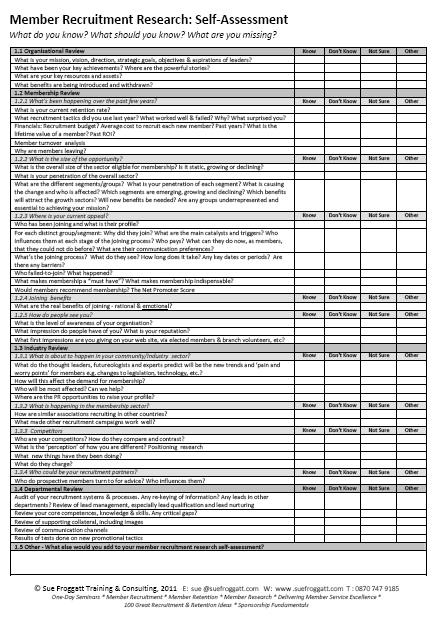 Member Recruitment Research: Self-Assessment
What do you know? What should you know? What are you missing?
1.1 Organisational Review Know Don't Know Not Sure Other
What is your mission, vision, direction, strategic goals, objectives & aspirations of leaders?
What have been your key achievements? Where are the powerful stories?
What are your key resources and assets?
What benefits are being introduced and withdrawn?
1.2 Membership Review
1.2.1 What's been happening over the past few years? Know Don't Know Not Sure Other
What is your current retention rate?
What recruitment tactics did you use last year? What worked well & failed? Why? What surprised you?
Financials: Recruitment budget? Average cost to recruit each new member? Past years? What is the
lifetime value of a member? Past ROI?
Member turnover analysis
Why are members leaving?
1.2.2 What is the size of the opportunity? Know Don't Know Not Sure Other
What is the overall size of the sector eligible for membership? Is it static, growing or declining?
What is your penetration of the overall sector?
What are the different segments/groups? What is your penetration of each segment? What is causing
the change and who is affected? Which segments are emerging, growing and declining? Which benefits
will attract the growth sectors? Will new benefits be needed? Are any groups underrepresented and
essential to achieving your mission?
1.2.3 Where is your current appeal? Know Don't Know Not Sure Other
Who has been joining and what is their profile?
For each distinct group/segment: Why did they join? What are the main catalysts and triggers? Who
influences them at each stage of the joining process? Who pays? What can they do now, as members,
that they could not do before? What are their communication preferences?
What's the joining process? What do they see? How long does it take? Any key dates or periods? Are
there any barriers?
Who failed-to-join? What happened?
What makes membership a "must have"? What makes membership indispensable?
Would members recommend membership? The Net Promoter Score
1.2.4 Joining benefits Know Don't Know Not Sure Other
What are the real benefits of joining - rational & emotional?
1.2.5 How do people see you? Know Don't Know Not Sure Other
What is the level of awareness of your organisation?
What impression do people have of you? What is your reputation?
What first impressions are you giving on your web site, via elected members & branch volunteers, etc?
1.3 Industry Review
1.3.1 What is about to happen in your community/industry sector? Know Don't Know Not Sure Other
What do the thought leaders, futureologists and experts predict will be the new trends and 'pain and
worry points' for members e.g. changes to legislation, technology, etc.?
How will this affect the demand for membership?
Who will be most affected? Can we help?
Where are the PR opportunities to raise your profile?
1.3.2 What is happening in the membership sector? Know Don't Know Not Sure Other
How are similar associations recruiting in other countries?
What made other recruitment campaigns work well?
1.3.3 Competitors Know Don't Know Not Sure Other
Who are your competitors? How do they compare and contrast?
What is the 'perception' of how you are different? Positioning research
What new things have they been doing?
What do they charge?
1.3.4 Who could be your recruitment partners? Know Don't Know Not Sure Other
Who do prospective members turn to for advice? Who influences them?
1.4 Departmental Review Know Don't Know Not Sure Other
Audit of your recruitment systems & processes. Any re-keying of information? Any leads in other
departments? Review of lead management, especially lead qualification and lead nurturing
Review your core competences, knowledge & skills. Any critical gaps?
Review of supporting collateral, including images
Review of communication channels
Results of tests done on new promotional tactics
1.5 Other - What else would you add to your member recruitment research self-assessment?
© Sue Froggatt Training & Consulting, 2011 E: sue@suefroggatt.com W: www.suefroggatt.com T: 0870 747 9185
One-Day Seminars * Member Recruitment * Member Retention * Member Research * Delivering Member Service Excellence *
100 Great Recruitment & Retention Ideas * Sponsorship Fundamentals